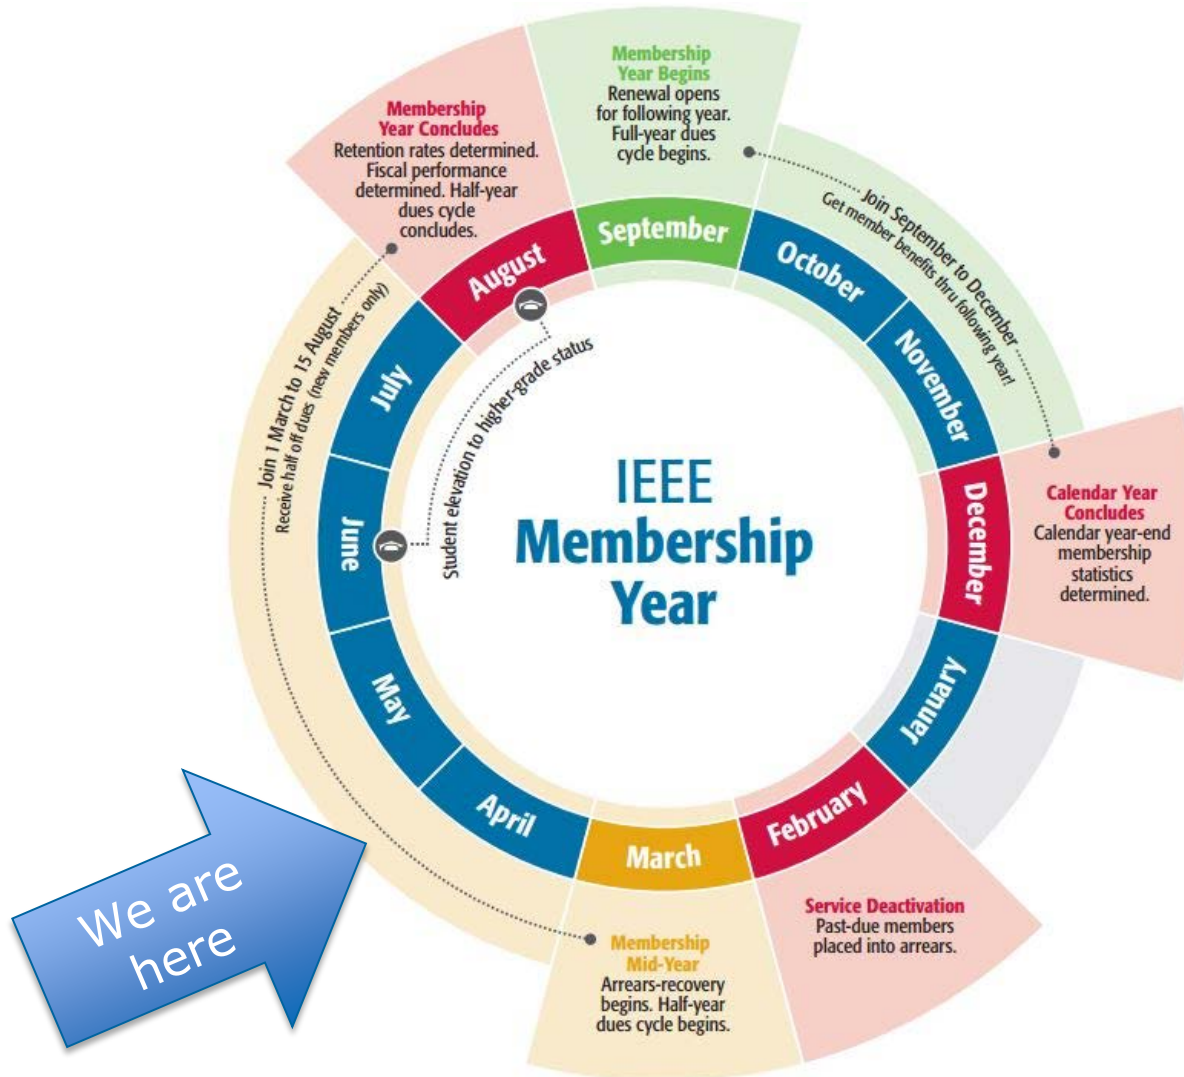 Membership
Year Begins
Renewal opens
for following year.
Full-year dues
cycle begins.
Membership
Year Concludes
Retention rates determined.
Fiscal performance
determined. Half-year
dues cycle
concludes.
Join September to December
Get member benefits thru following year!
September
October
November
December
January
February
March
April
May
June
July
August
Calendar Year
Concludes
Calendar year-end
membership
statistics
determined.
Join 1 March to 15 August
Receive half off dues (new members only)
Student elevation to higher-grade status
IEEE
Membership
Year
Service Deactivation
Past-due members
placed into arrears.
Membership
Mid-Year
Arrears-recovery
begins. Half-year
dues cycle begins.
We are
here